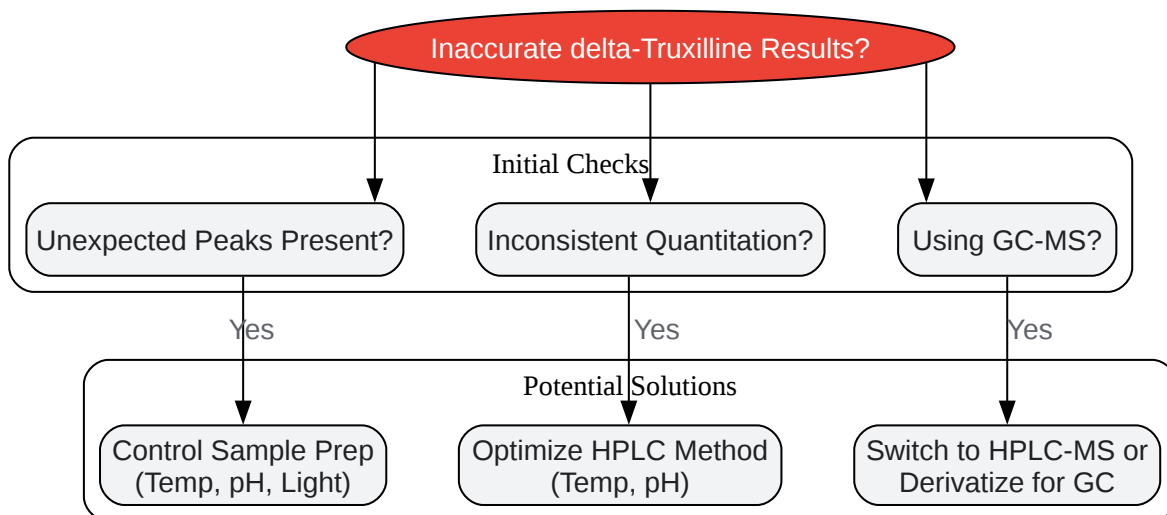 Inaccurate delta-Truxilline Results?
Initial Checks
Unexpected Peaks Present?
Inconsistent Quantitation?
Using GC-MS?
Yes
Yes
Yes
Potential Solutions
Control Sample Prep
(Temp, pH, Light)
Optimize HPLC Method
(Temp, pH)
Switch to HPLC-MS or
Derivatize for GC